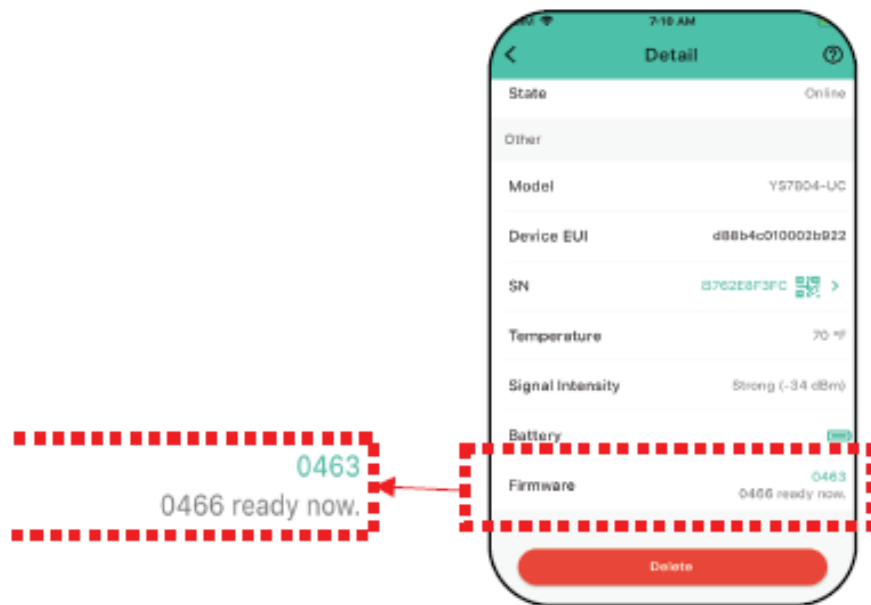 7:10 AM
Detail
State Online
Other
Model YS7804-UC
Device EUI d88b4c010002b922
SN
Temperature 70 °F
Signal Intensity Strong (-34 dBm)
Battery
Firmware 0463
0466 ready now.
Delete
0463
0466 ready now.